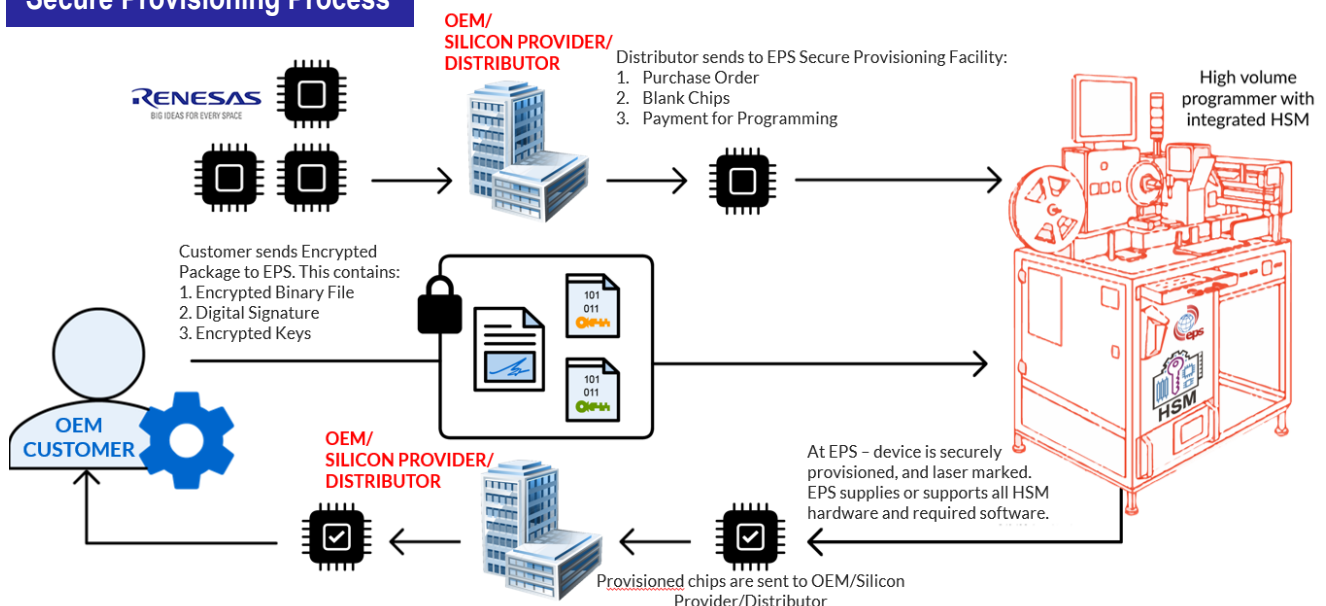 Secure Provisioning Process
OEM/
SILICON PROVIDER/
DISTRIBUTOR
Distributor sends to EPS Secure Provisioning Facility:
1. Purchase Order
2. Blank Chips
3. Payment for Programming
High volume
programmer with
integrated HSM
RENESAS
BIG IDEAS FOR EVERY SPACE
Customer sends Encrypted
Package to EPS. This contains:
1. Encrypted Binary File
2. Digital Signature
3. Encrypted Keys
101
011
101
011
eps
HSM
OEM
CUSTOMER
OEM/
SILICON PROVIDER/
DISTRIBUTOR
At EPS – device is securely
provisioned, and laser marked.
EPS supplies or supports all HSM
hardware and required software.
Provisioned chips are sent to OEM/Silicon
Provider/Distributor